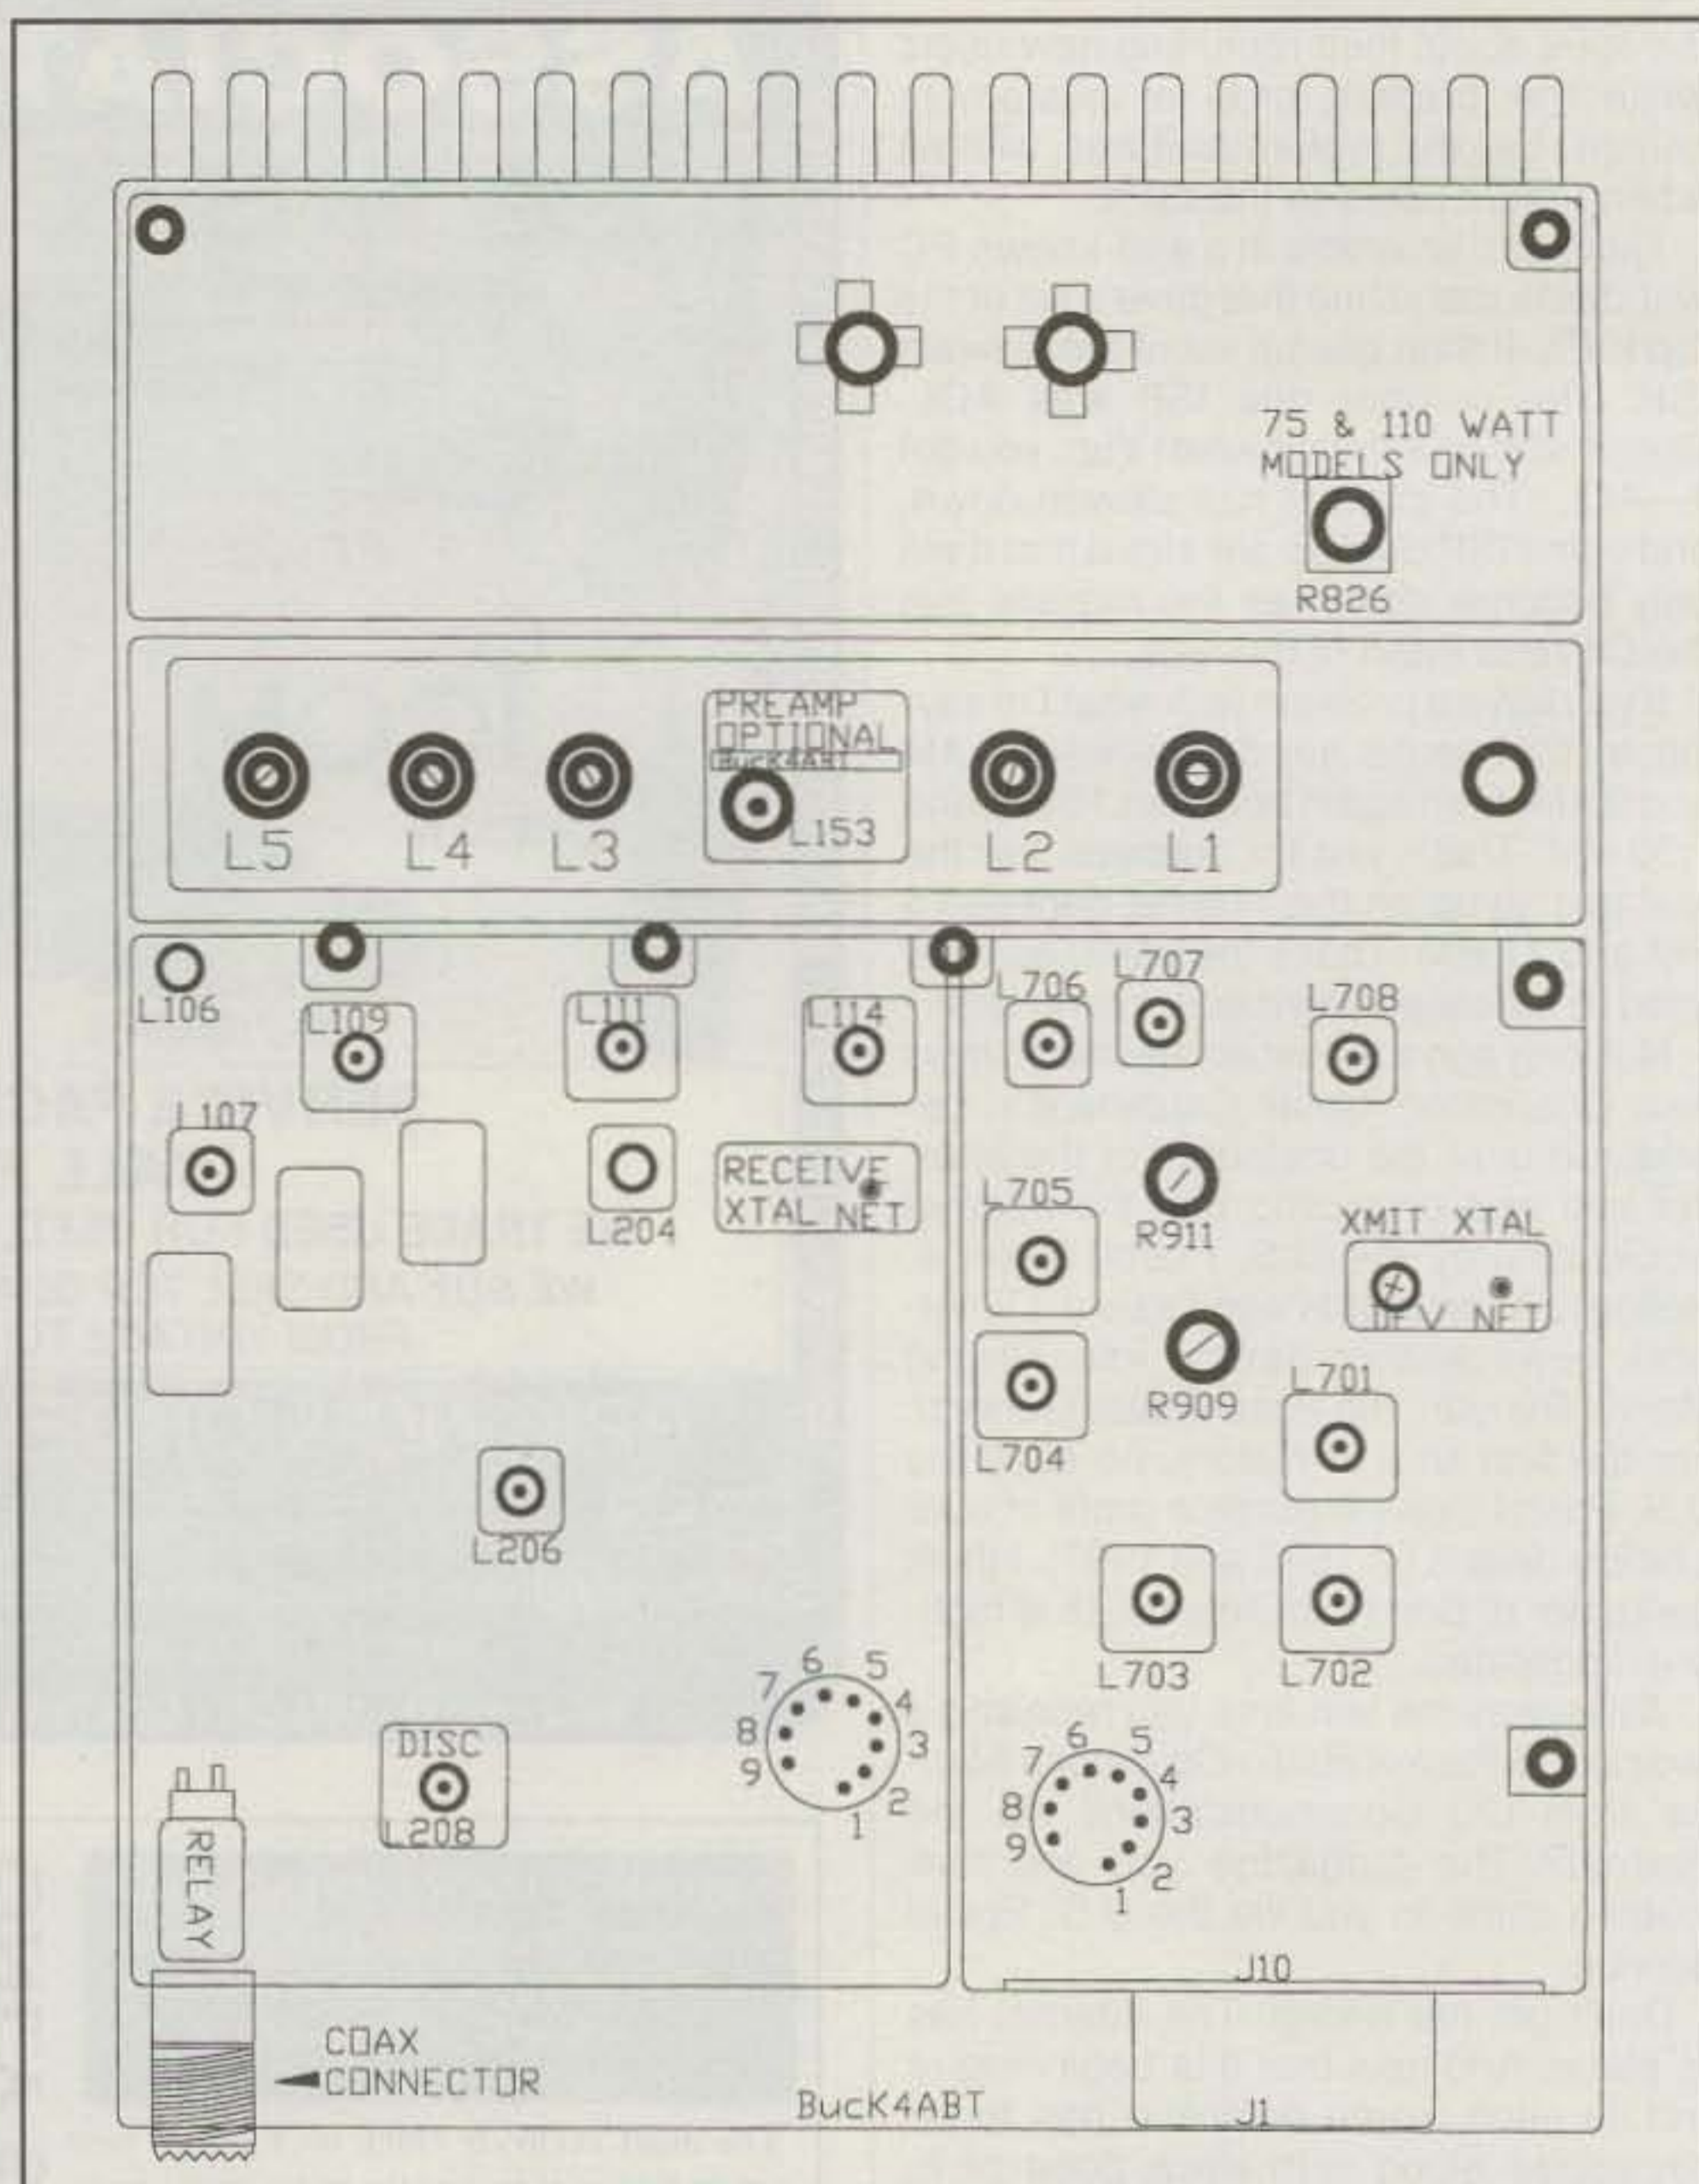 75 & 110 WATT
MODELS ONLY
R826
PREAMP
OPTIONAL
BucK4ABT
L153
L5
L4
L3
L2
L1
L106
L109
L111
L114
L706
L707
L708
L107
L204
RECEIVE
XTAL NET
L705
R911
XMIT XTAL
DEV NET
L704
R909
L701
L206
L703
L702
DISC
L208
6 5
7 4
8 3
9 2
1
6 5
7 4
8 3
9 2
1
RELAY
J10
COAX
CONNECTOR
BucK4ABT
J1